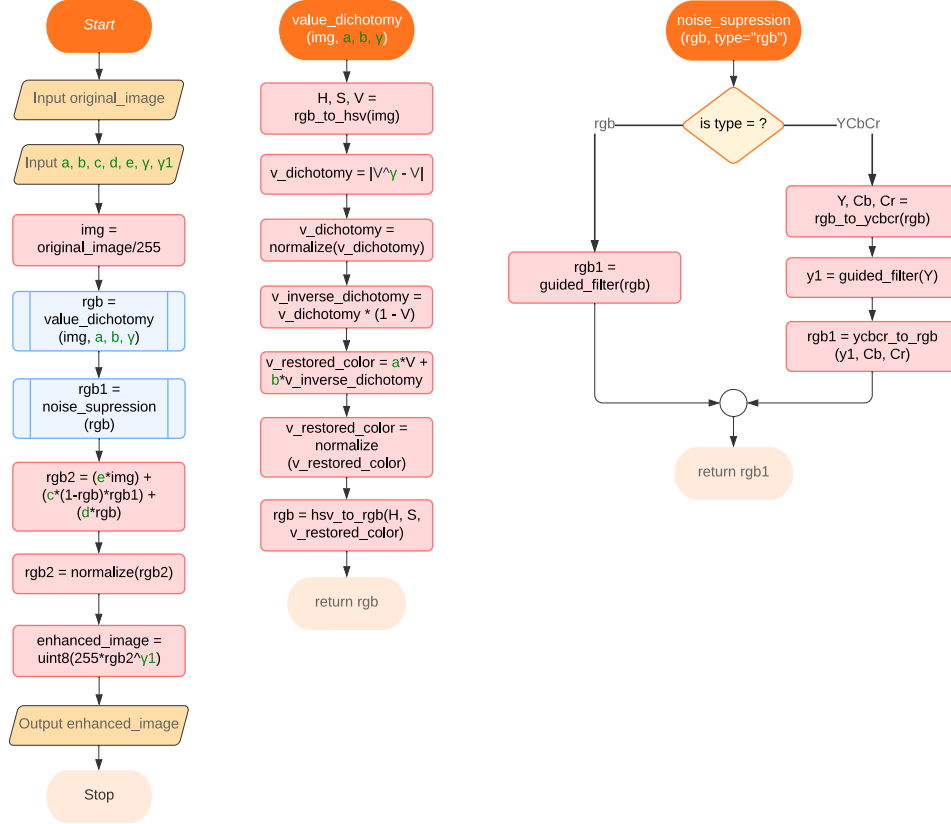 Start
Input original_image
Input a, b, c, d, e, γ, γ1
img =
original_image/255
rgb =
value_dichotomy
(img, a, b, γ)
rgb1 =
noise_supression
(rgb)
rgb2 = (e*img) +
(c*(1-rgb)*rgb1) +
(d*rgb)
rgb2 = normalize(rgb2)
enhanced_image =
uint8(255*rgb2^γ1)
Output enhanced_image
Stop
value_dichotomy
(img, a, b, γ)
H, S, V =
rgb_to_hsv(img)
v_dichotomy = |V^γ - V|
v_dichotomy =
normalize(v_dichotomy)
v_inverse_dichotomy =
v_dichotomy * (1 - V)
v_restored_color = a*V +
b*v_inverse_dichotomy
v_restored_color =
normalize
(v_restored_color)
rgb = hsv_to_rgb(H, S,
v_restored_color)
return rgb
noise_supression
(rgb, type="rgb")
is type = ?
rgb
YCbCr
rgb1 =
guided_filter(rgb)
Y, Cb, Cr =
rgb_to_ycbcr(rgb)
y1 = guided_filter(Y)
rgb1 = ycbcr_to_rgb
(y1, Cb, Cr)
return rgb1